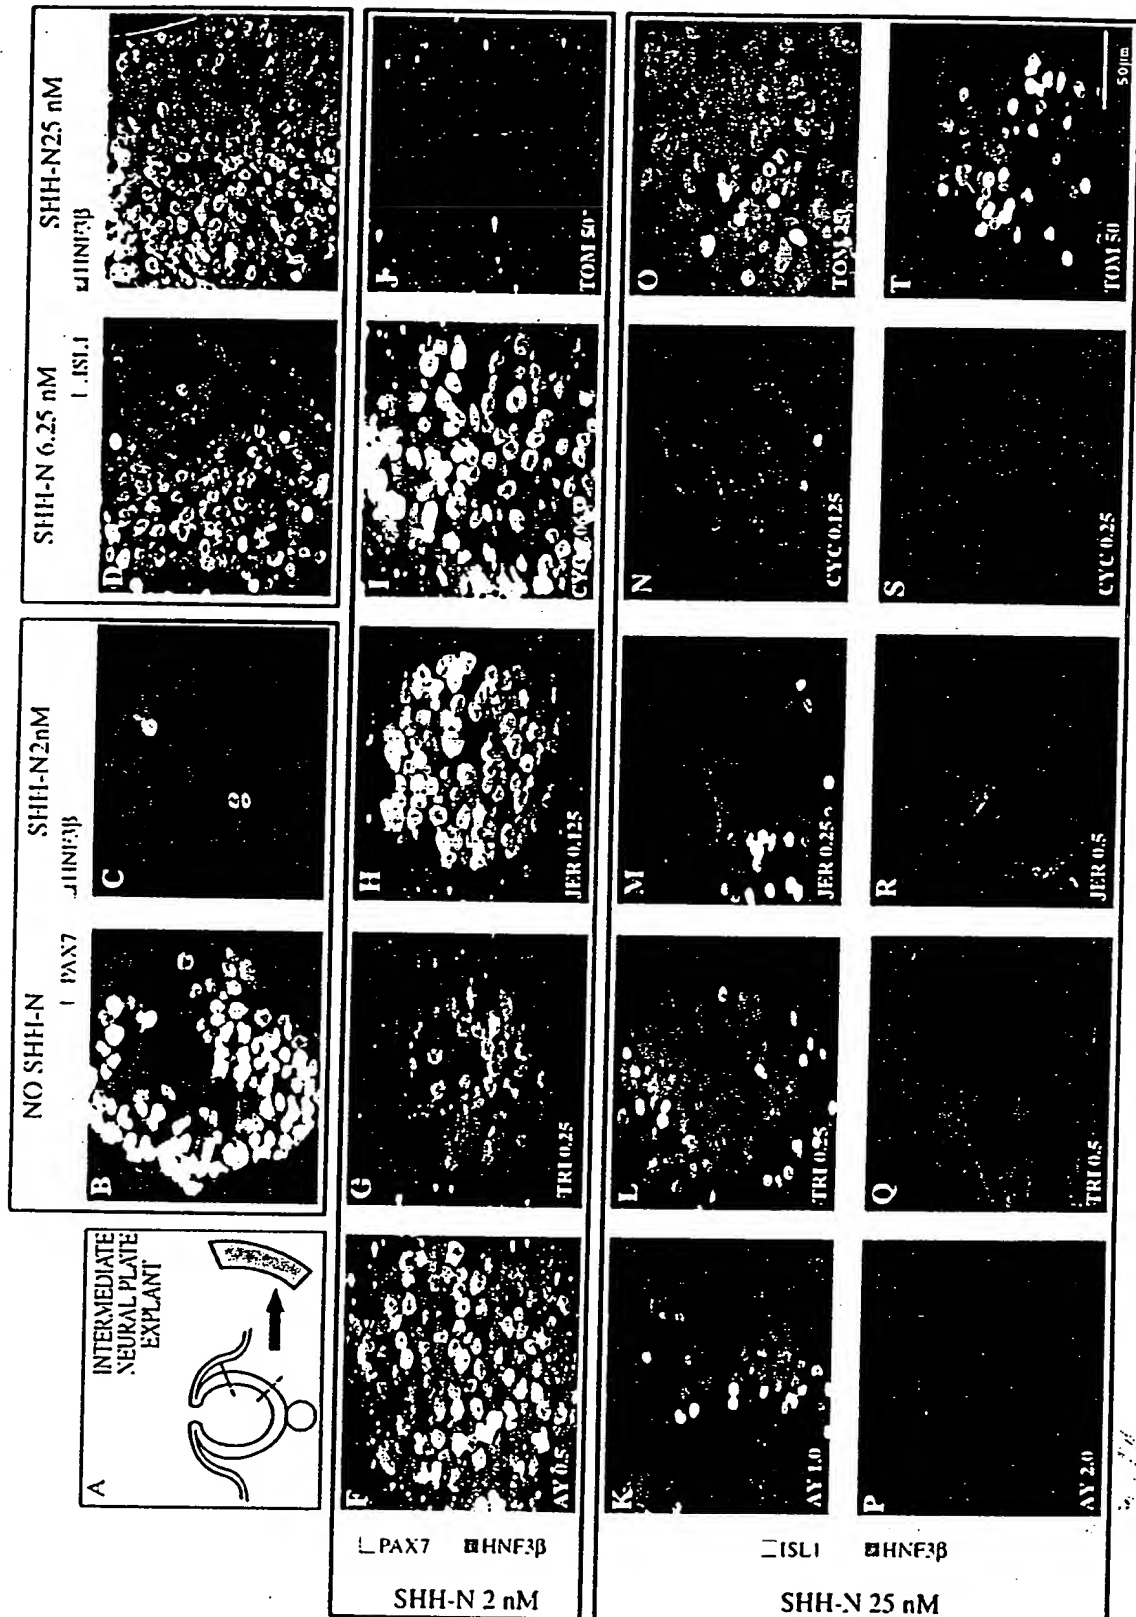 A
INTERMEDIATE
NEURAL PLATE
EXPLANT
NO SHH-N
SHH-N2nM
PAX7
HNF3β
B
C
SHH-N 6.25 nM
SHH-N25 nM
ISL1
HNF3β
D
E
PAX7
HNF3β
SHH-N 2 nM
F
AY 0.5
G
TRI 0.25
H
JER 0.125
I
J
TOM 50
ISL1
HNF3β
SHH-N 25 nM
K
AY 1.0
L
TRI 0.25
M
JER 0.25
N
CYC 0.125
O
TOM 25
P
AY 2.0
Q
TRI 0.5
R
JER 0.5
S
CYC 0.25
T
TOM 50
50µm